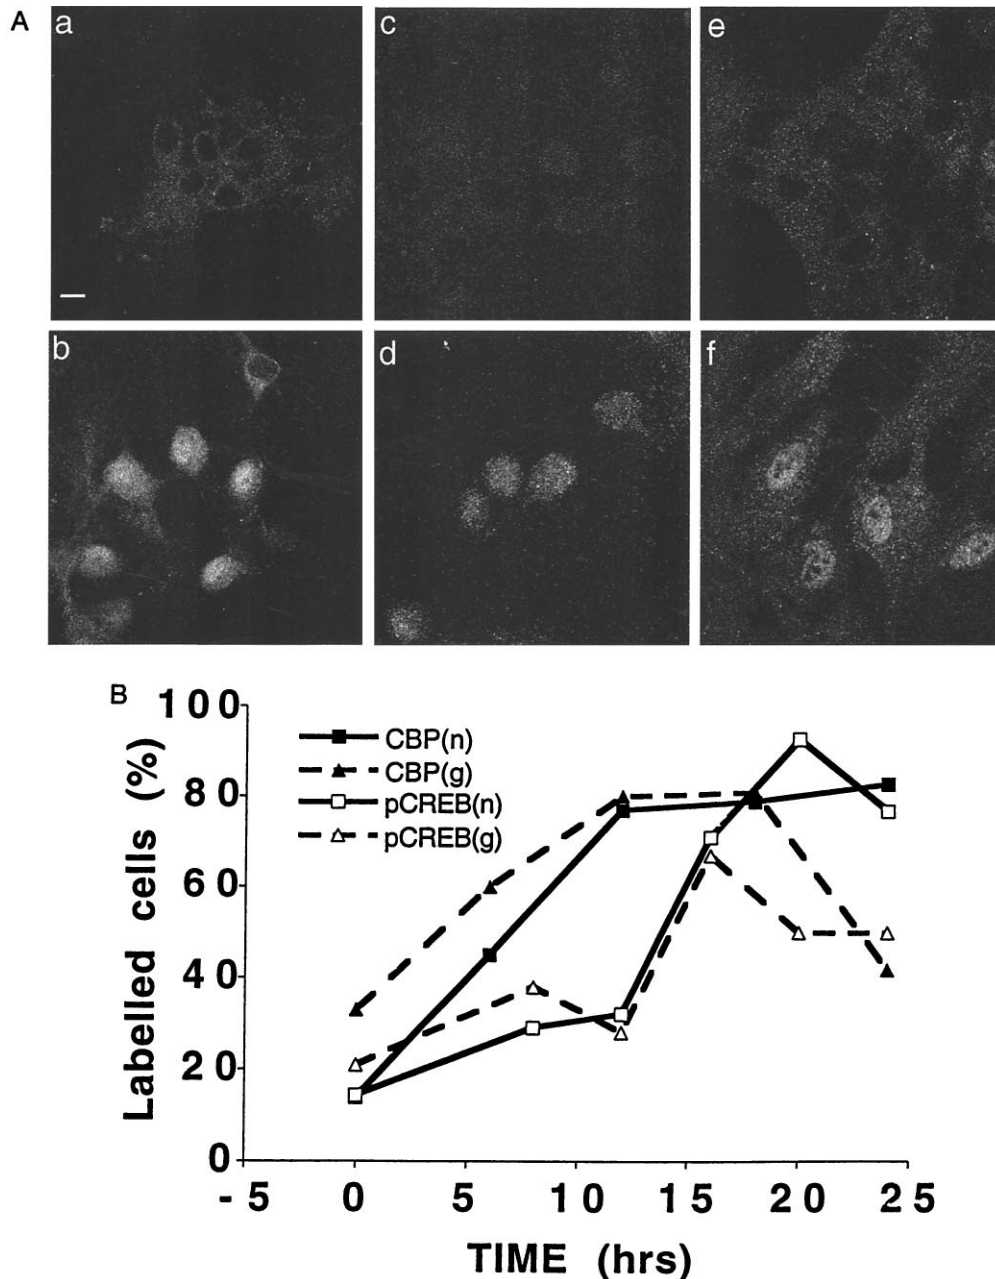 A
a
c
e
b
d
f
B
Labelled cells (%)
100
80
60
40
20
0
CBP(n)
CBP(g)
pCREB(n)
pCREB(g)
-5 0 5 10 15 20 25
TIME (hrs)